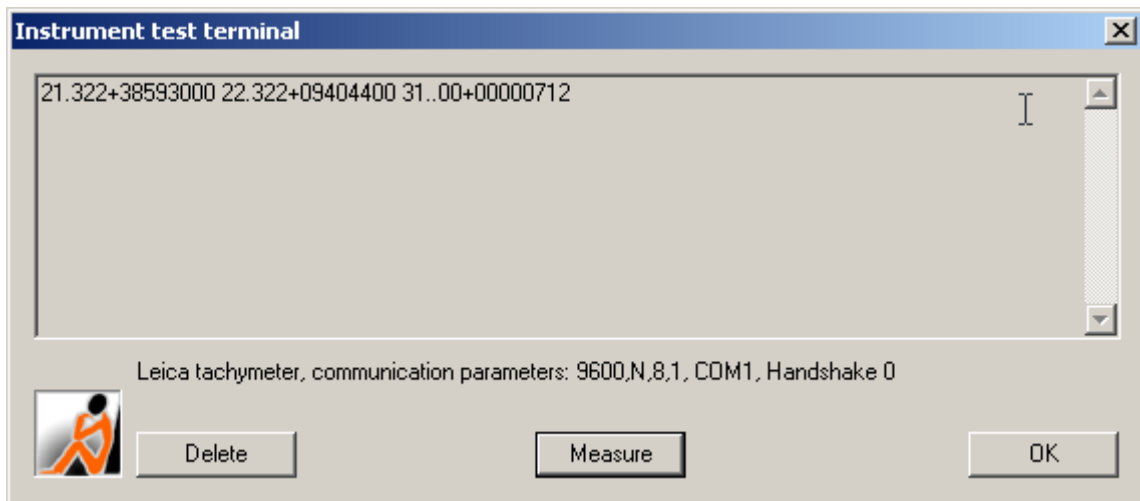 Instrument test terminal
21.322+38593000 22.322+09404400 31..00+00000712
Leica tachymeter, communication parameters: 9600,N,8,1, COM1, Handshake 0
Delete
Measure
OK